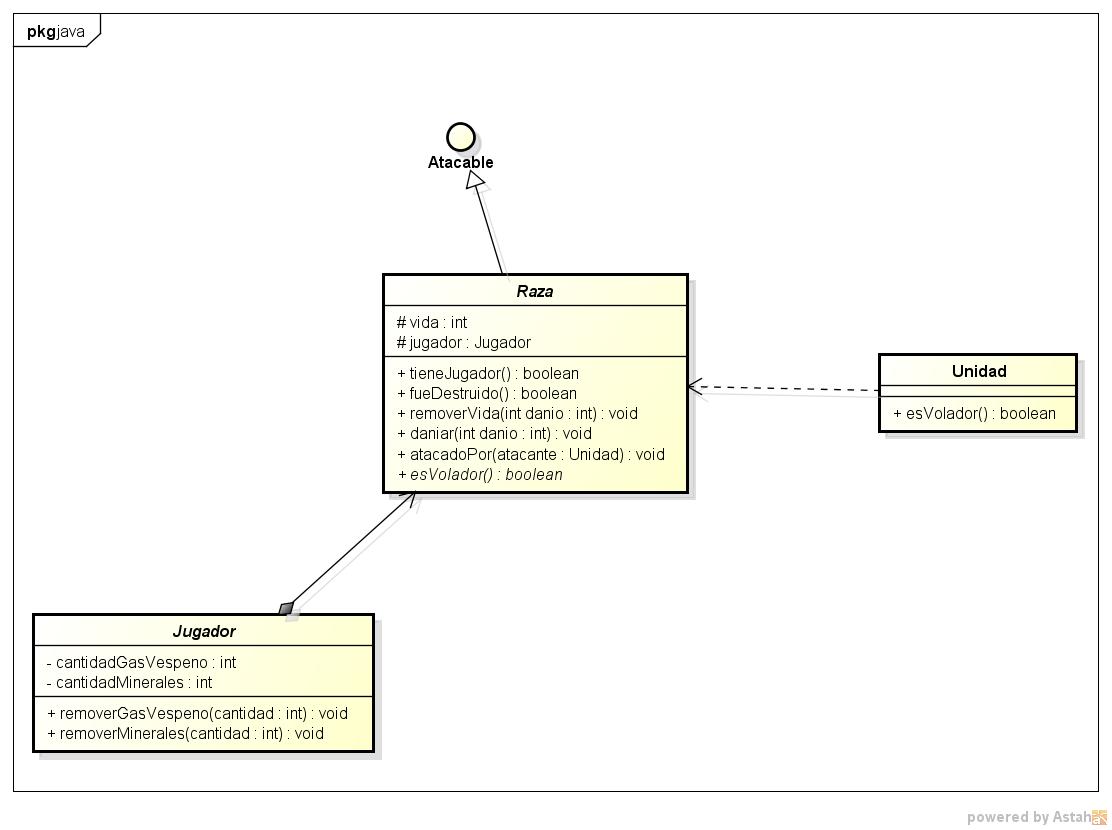 pkg java
Atacable
Raza
# vida : int
# jugador : Jugador
+ tieneJugador() : boolean
+ fueDestruido() : boolean
+ removerVida(int danio : int) : void
+ daniar(int danio : int) : void
+ atacadoPor(atacante : Unidad) : void
+ esVolador() : boolean
Unidad
+ esVolador() : boolean
Jugador
- cantidadGasVespeno : int
- cantidadMinerales : int
+ removerGasVespeno(cantidad : int) : void
+ removerMinerales(cantidad : int) : void
powered by Astah